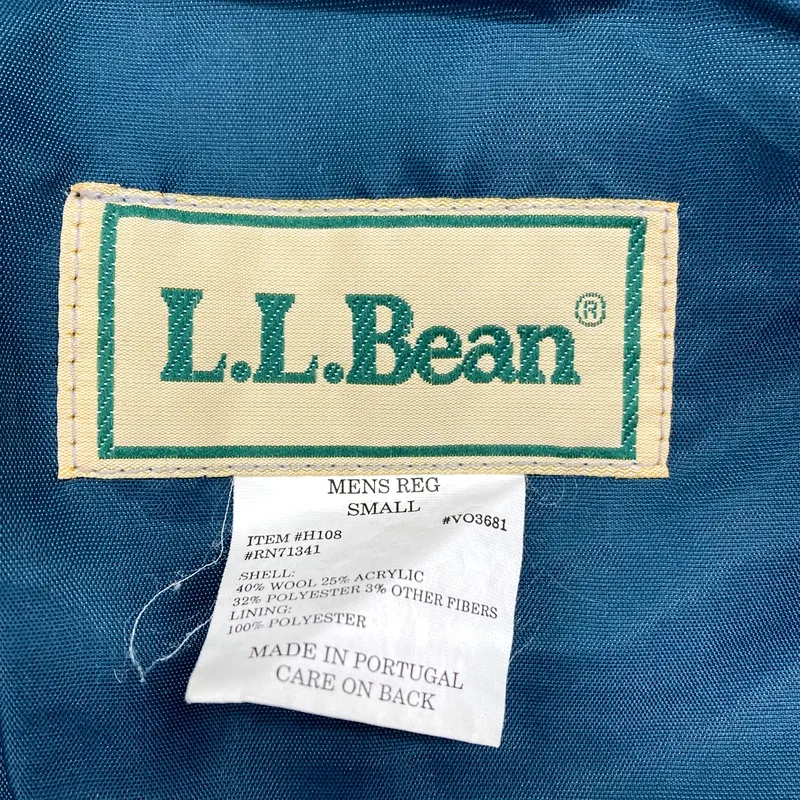 L.L.Bean®
MENS REG
SMALL
#VO3681
ITEM #H108
#RN71341
SHELL:
40% WOOL 25% ACRYLIC
32% POLYESTER 3% OTHER FIBERS
LINING:
100% POLYESTER
MADE IN PORTUGAL
CARE ON BACK